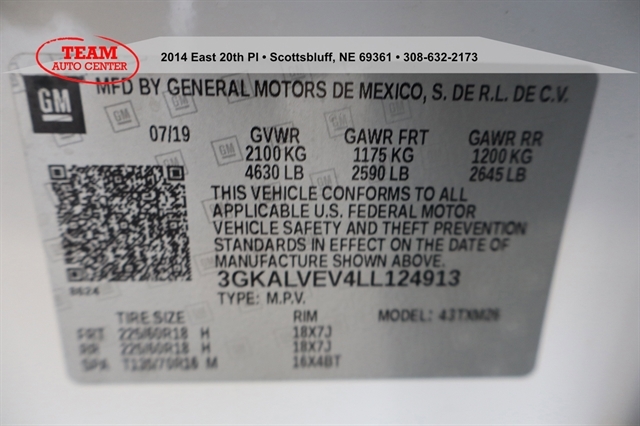 TEAM
AUTO CENTER
2014 East 20th Pl • Scottsbluff, NE 69361 • 308-632-2173
GM
MFD BY GENERAL MOTORS DE MEXICO, S. DE R.L. DE C.V.
07/19 GVWR GAWR FRT GAWR RR
2100 KG 1175 KG 1200 KG
4630 LB 2590 LB 2645 LB
THIS VEHICLE CONFORMS TO ALL
APPLICABLE U.S. FEDERAL MOTOR
VEHICLE SAFETY AND THEFT PREVENTION
STANDARDS IN EFFECT ON THE DATE OF
MANUFACTURE SHOWN ABOVE.
3GKALVEV4LL124913
8624
TYPE: M.P.V.
TIRE SIZE RIM MODEL: 43TXM26
FRT 225/60R18 H 18X7J
RR 225/60R18 H 18X7J
SPA T135/70R16 M 16X4BT